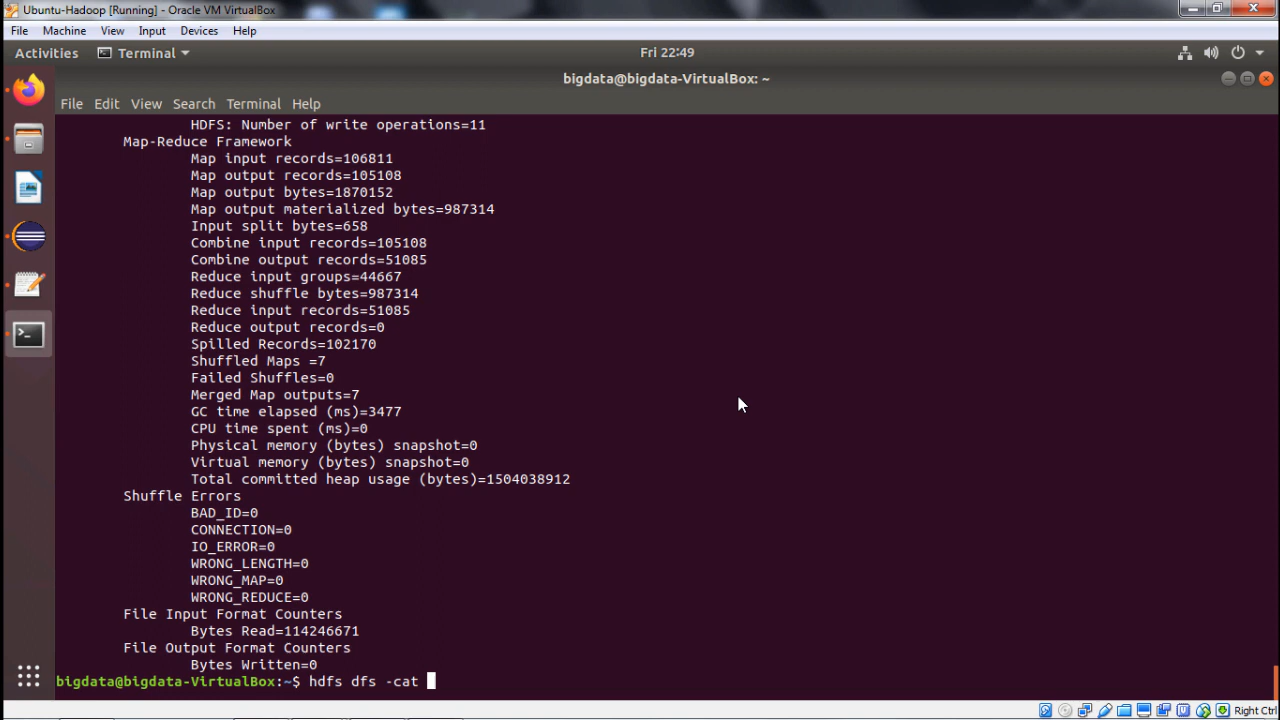 Ubuntu-Hadoop [Running] - Oracle VM VirtualBox
File Machine View Input Devices Help
Activities Terminal Fri 22:49
bigdata@bigdata-VirtualBox: ~
File Edit View Search Terminal Help
HDFS: Number of write operations=11
Map-Reduce Framework
Map input records=106811
Map output records=105108
Map output bytes=1870152
Map output materialized bytes=987314
Input split bytes=658
Combine input records=105108
Combine output records=51085
Reduce input groups=44667
Reduce shuffle bytes=987314
Reduce input records=51085
Reduce output records=0
Spilled Records=102170
Shuffled Maps =7
Failed Shuffles=0
Merged Map outputs=7
GC time elapsed (ms)=3477
CPU time spent (ms)=0
Physical memory (bytes) snapshot=0
Virtual memory (bytes) snapshot=0
Total committed heap usage (bytes)=1504038912
Shuffle Errors
BAD_ID=0
CONNECTION=0
IO_ERROR=0
WRONG_LENGTH=0
WRONG_MAP=0
WRONG_REDUCE=0
File Input Format Counters
Bytes Read=114246671
File Output Format Counters
Bytes Written=0
bigdata@bigdata-VirtualBox:~$ hdfs dfs -cat
Right Ctrl